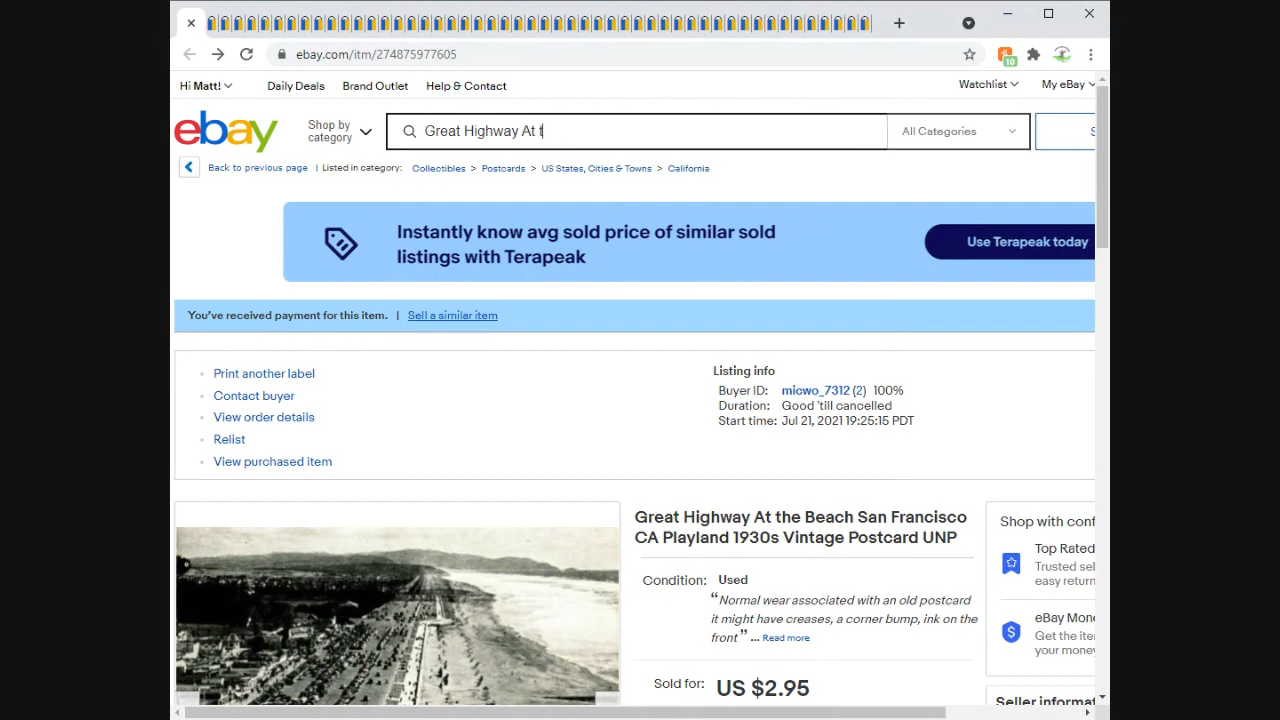 ebay.com/itm/274875977605
10
Hi Matt!
Daily Deals
Brand Outlet
Help & Contact
Watchlist
My eBay
ebay
Shop by
category
Great Highway At t
All Categories
S
Back to previous page
| Listed in category:
Collectibles > Postcards > US States, Cities & Towns > California
Instantly know avg sold price of similar sold
listings with Terapeak
Use Terapeak today
You've received payment for this item. | Sell a similar item
Print another label
Contact buyer
View order details
Relist
View purchased item
Listing info
Buyer ID: micwo_7312 (2) 100%
Duration: Good 'till cancelled
Start time: Jul 21, 2021 19:25:15 PDT
Great Highway At the Beach San Francisco
CA Playland 1930s Vintage Postcard UNP
Condition: Used
“Normal wear associated with an old postcard
it might have creases, a corner bump, ink on the
front” ... Read more
Sold for: US $2.95
Shop with conf
Top Rated
Trusted sel
easy return
eBay Mone
Get the ite
your money
Seller informat